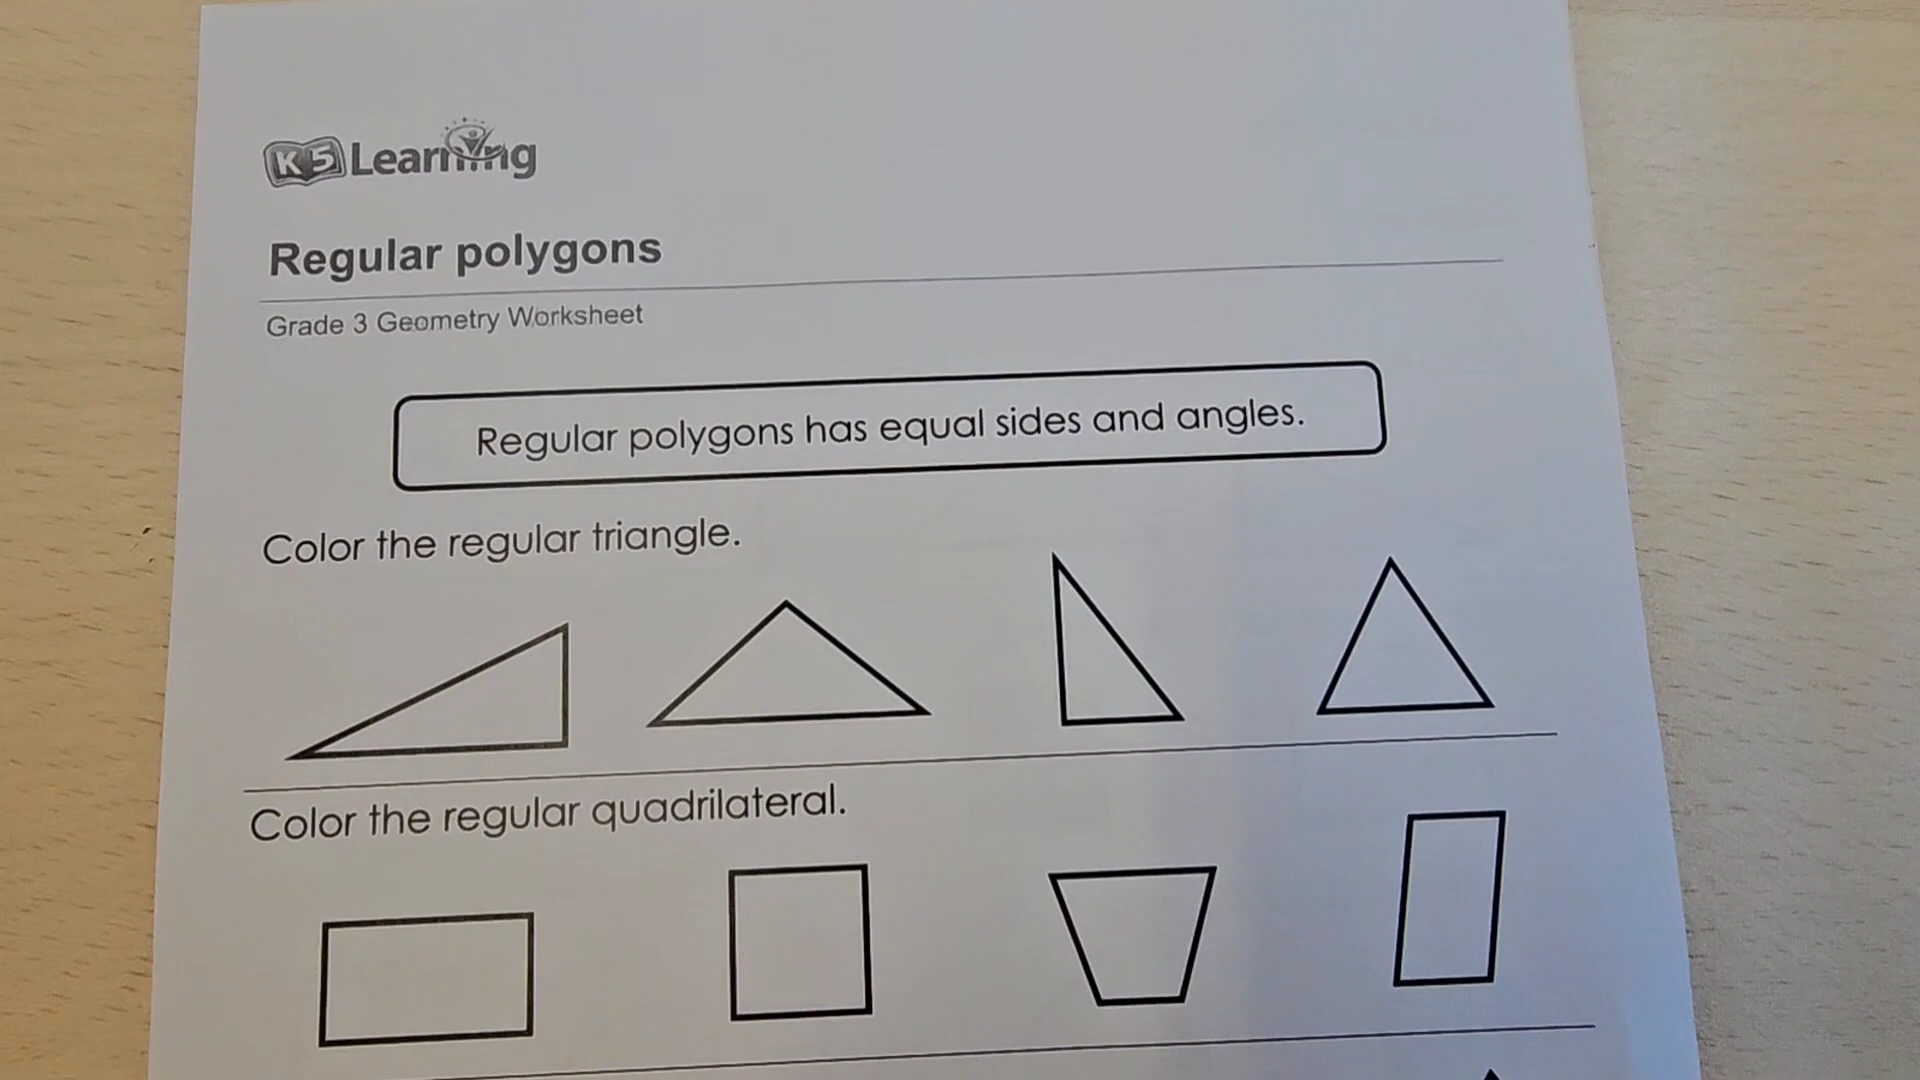 K5 Learning
Regular polygons
Grade 3 Geometry Worksheet
Regular polygons has equal sides and angles.
Color the regular triangle.
Color the regular quadrilateral.